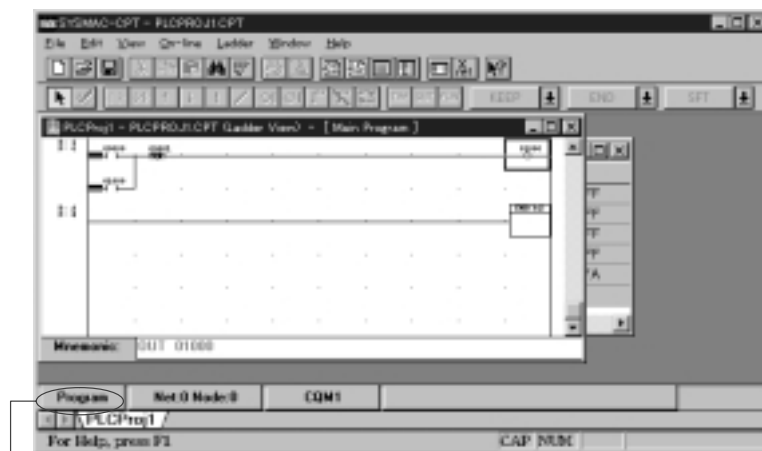 SYSMAC-CPT - PLCPROJ1.CPT
File Edit View On-line Ladder Window Help
KEEP END SFT
PLCProj1 - PLCPROJ1.CPT (Ladder View) - [ Main Program ]
Mnemonic: OUT 01000
Program Net:0 Node:0 CQM1
PLCProj1
For Help, press F1 CAP NUM